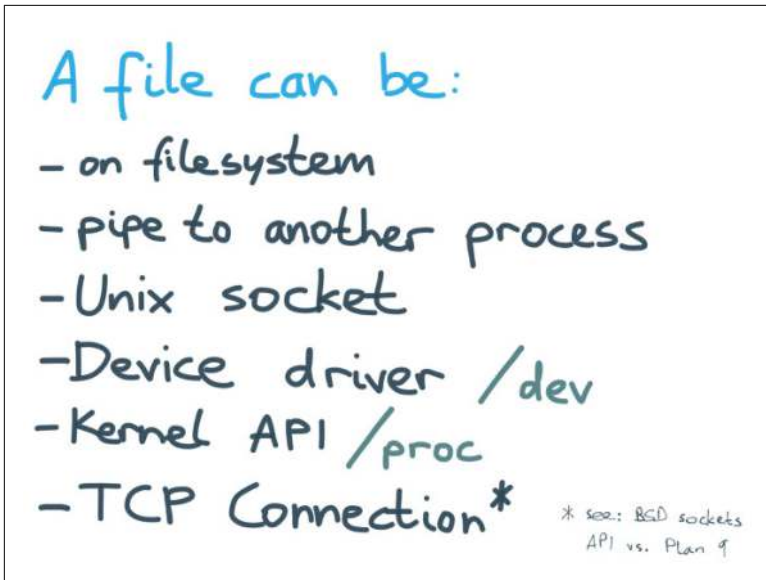 A file can be:
- on filesystem
- pipe to another process
- Unix socket
- Device driver /dev
- Kernel API /proc
- TCP Connection*
* see: BSD sockets
API vs. Plan 9